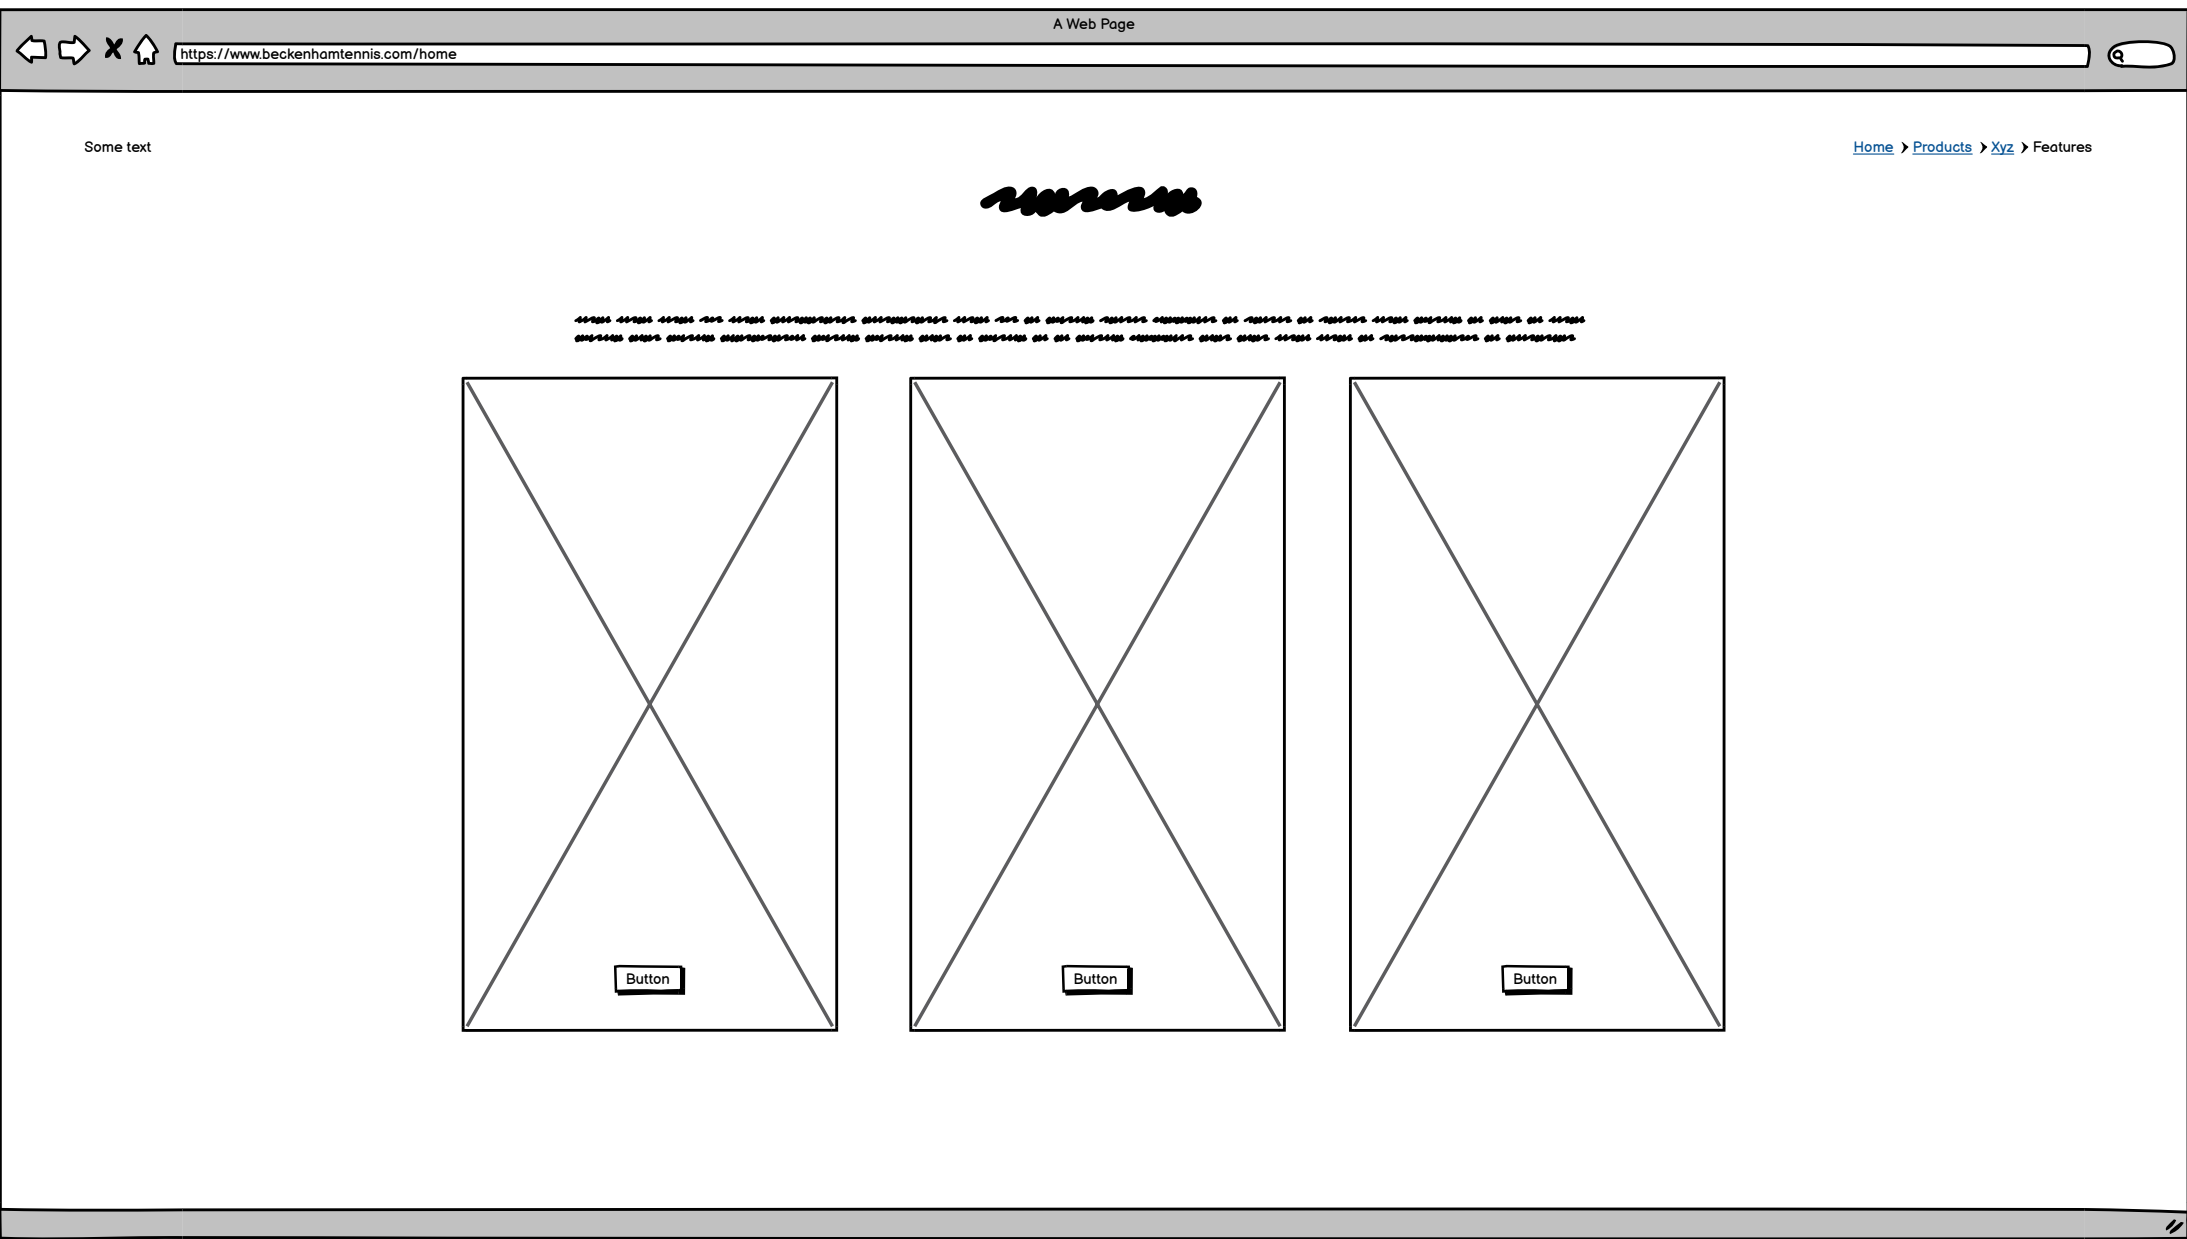 A Web Page
https://www.beckenhamtennis.com/home
Some text
Home > Products > Xyz > Features
Button
Button
Button